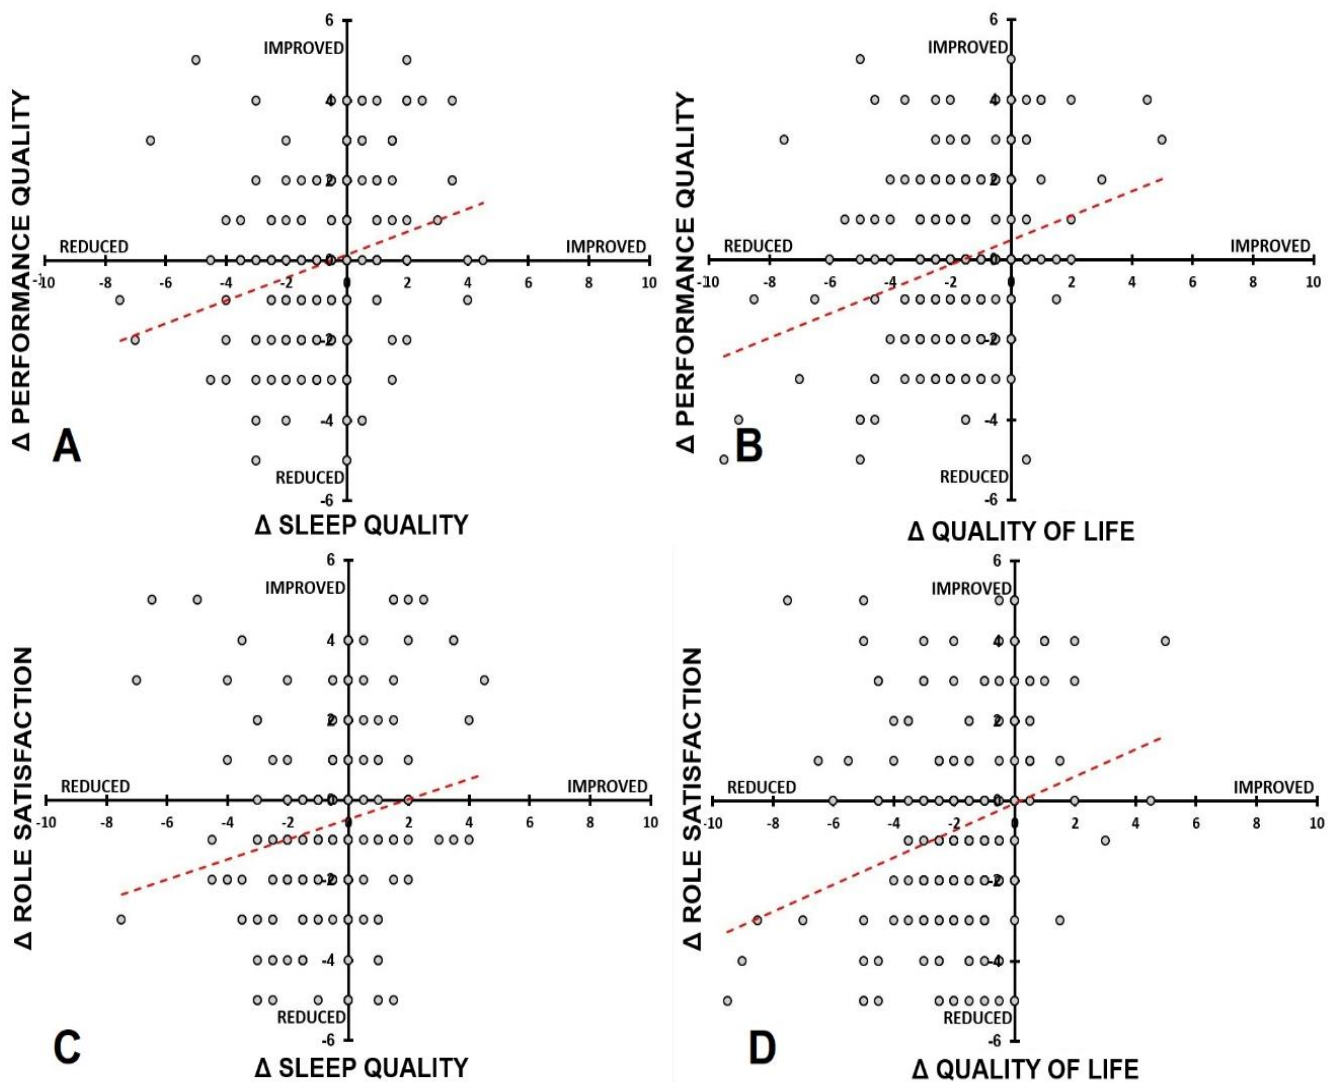 6
IMPROVED
4
Δ PERFORMANCE QUALITY
2
REDUCED
IMPROVED
0
-10 -8 -6 -4 -2 0 2 4 6 8 10
-2
-4
A
REDUCED
-6
Δ SLEEP QUALITY
6
IMPROVED
4
Δ PERFORMANCE QUALITY
2
REDUCED
IMPROVED
0
-10 -8 -6 -4 -2 0 2 4 6 8 10
-2
-4
B
REDUCED
-6
Δ QUALITY OF LIFE
6
IMPROVED
4
Δ ROLE SATISFACTION
2
REDUCED
IMPROVED
0
-10 -8 -6 -4 -2 0 2 4 6 8 10
-2
-4
REDUCED
C
-6
Δ SLEEP QUALITY
6
IMPROVED
4
Δ ROLE SATISFACTION
2
REDUCED
IMPROVED
0
-10 -8 -6 -4 -2 0 2 4 6 8 10
-2
-4
REDUCED
D
-6
Δ QUALITY OF LIFE